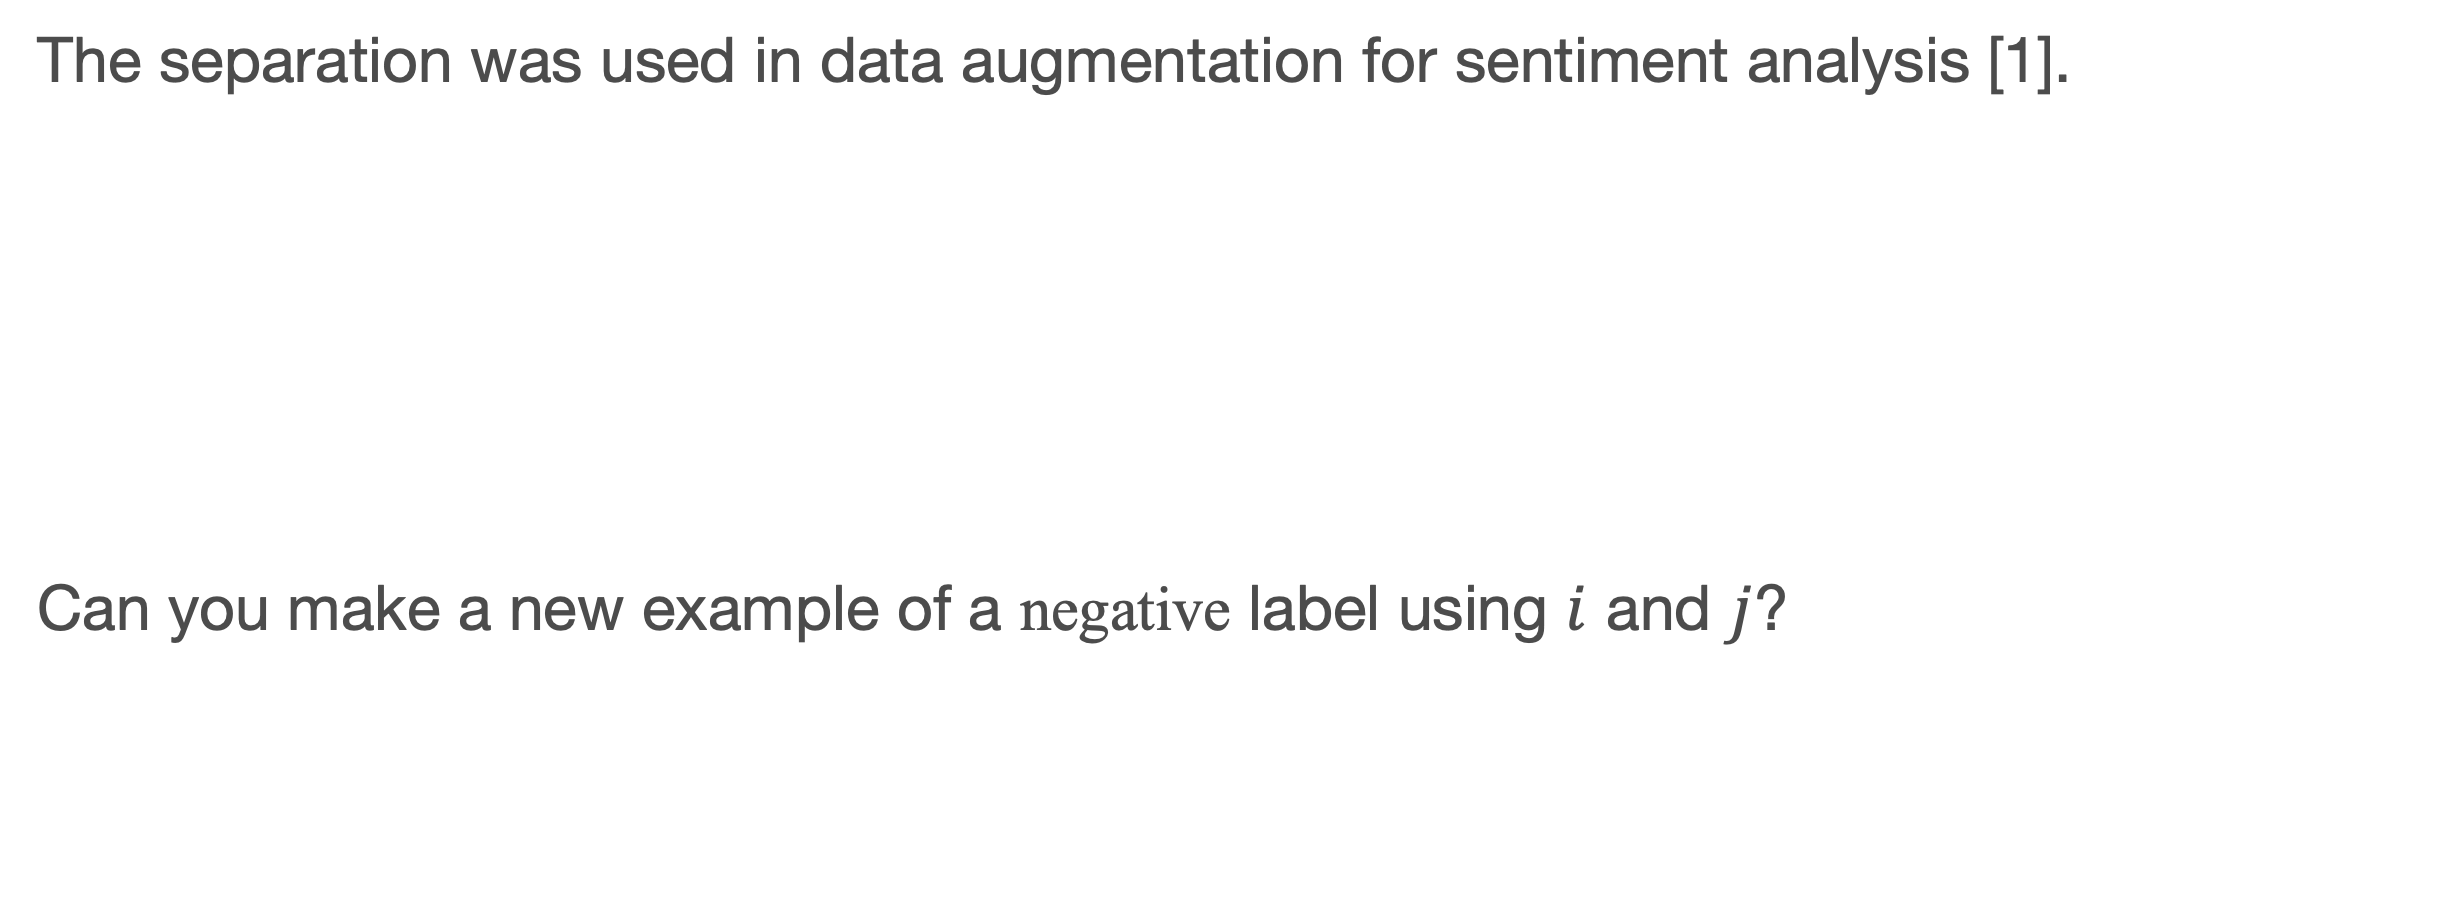 The separation was used in data augmentation for sentiment analysis [1].
Can you make a new example of a negative label using i and j?